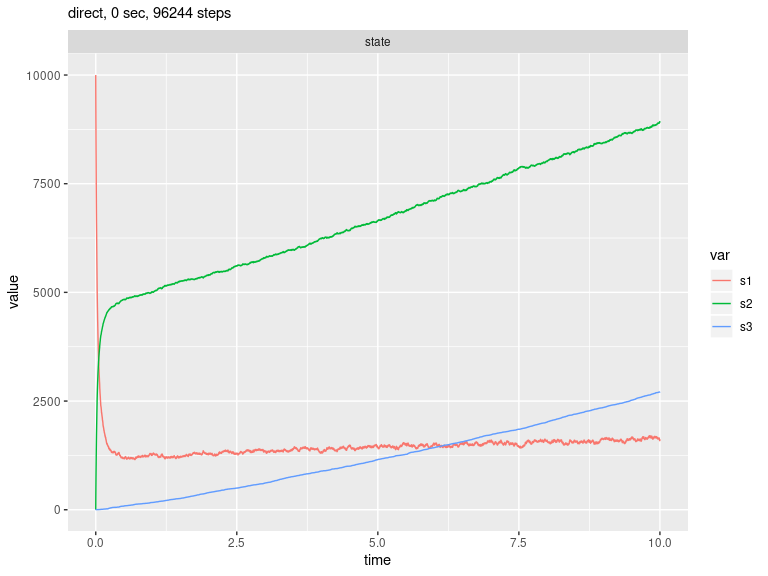 direct, 0 sec, 96244 steps
state
10000
7500
5000
2500
0
value
0.0
2.5
5.0
7.5
10.0
time
var
s1
s2
s3